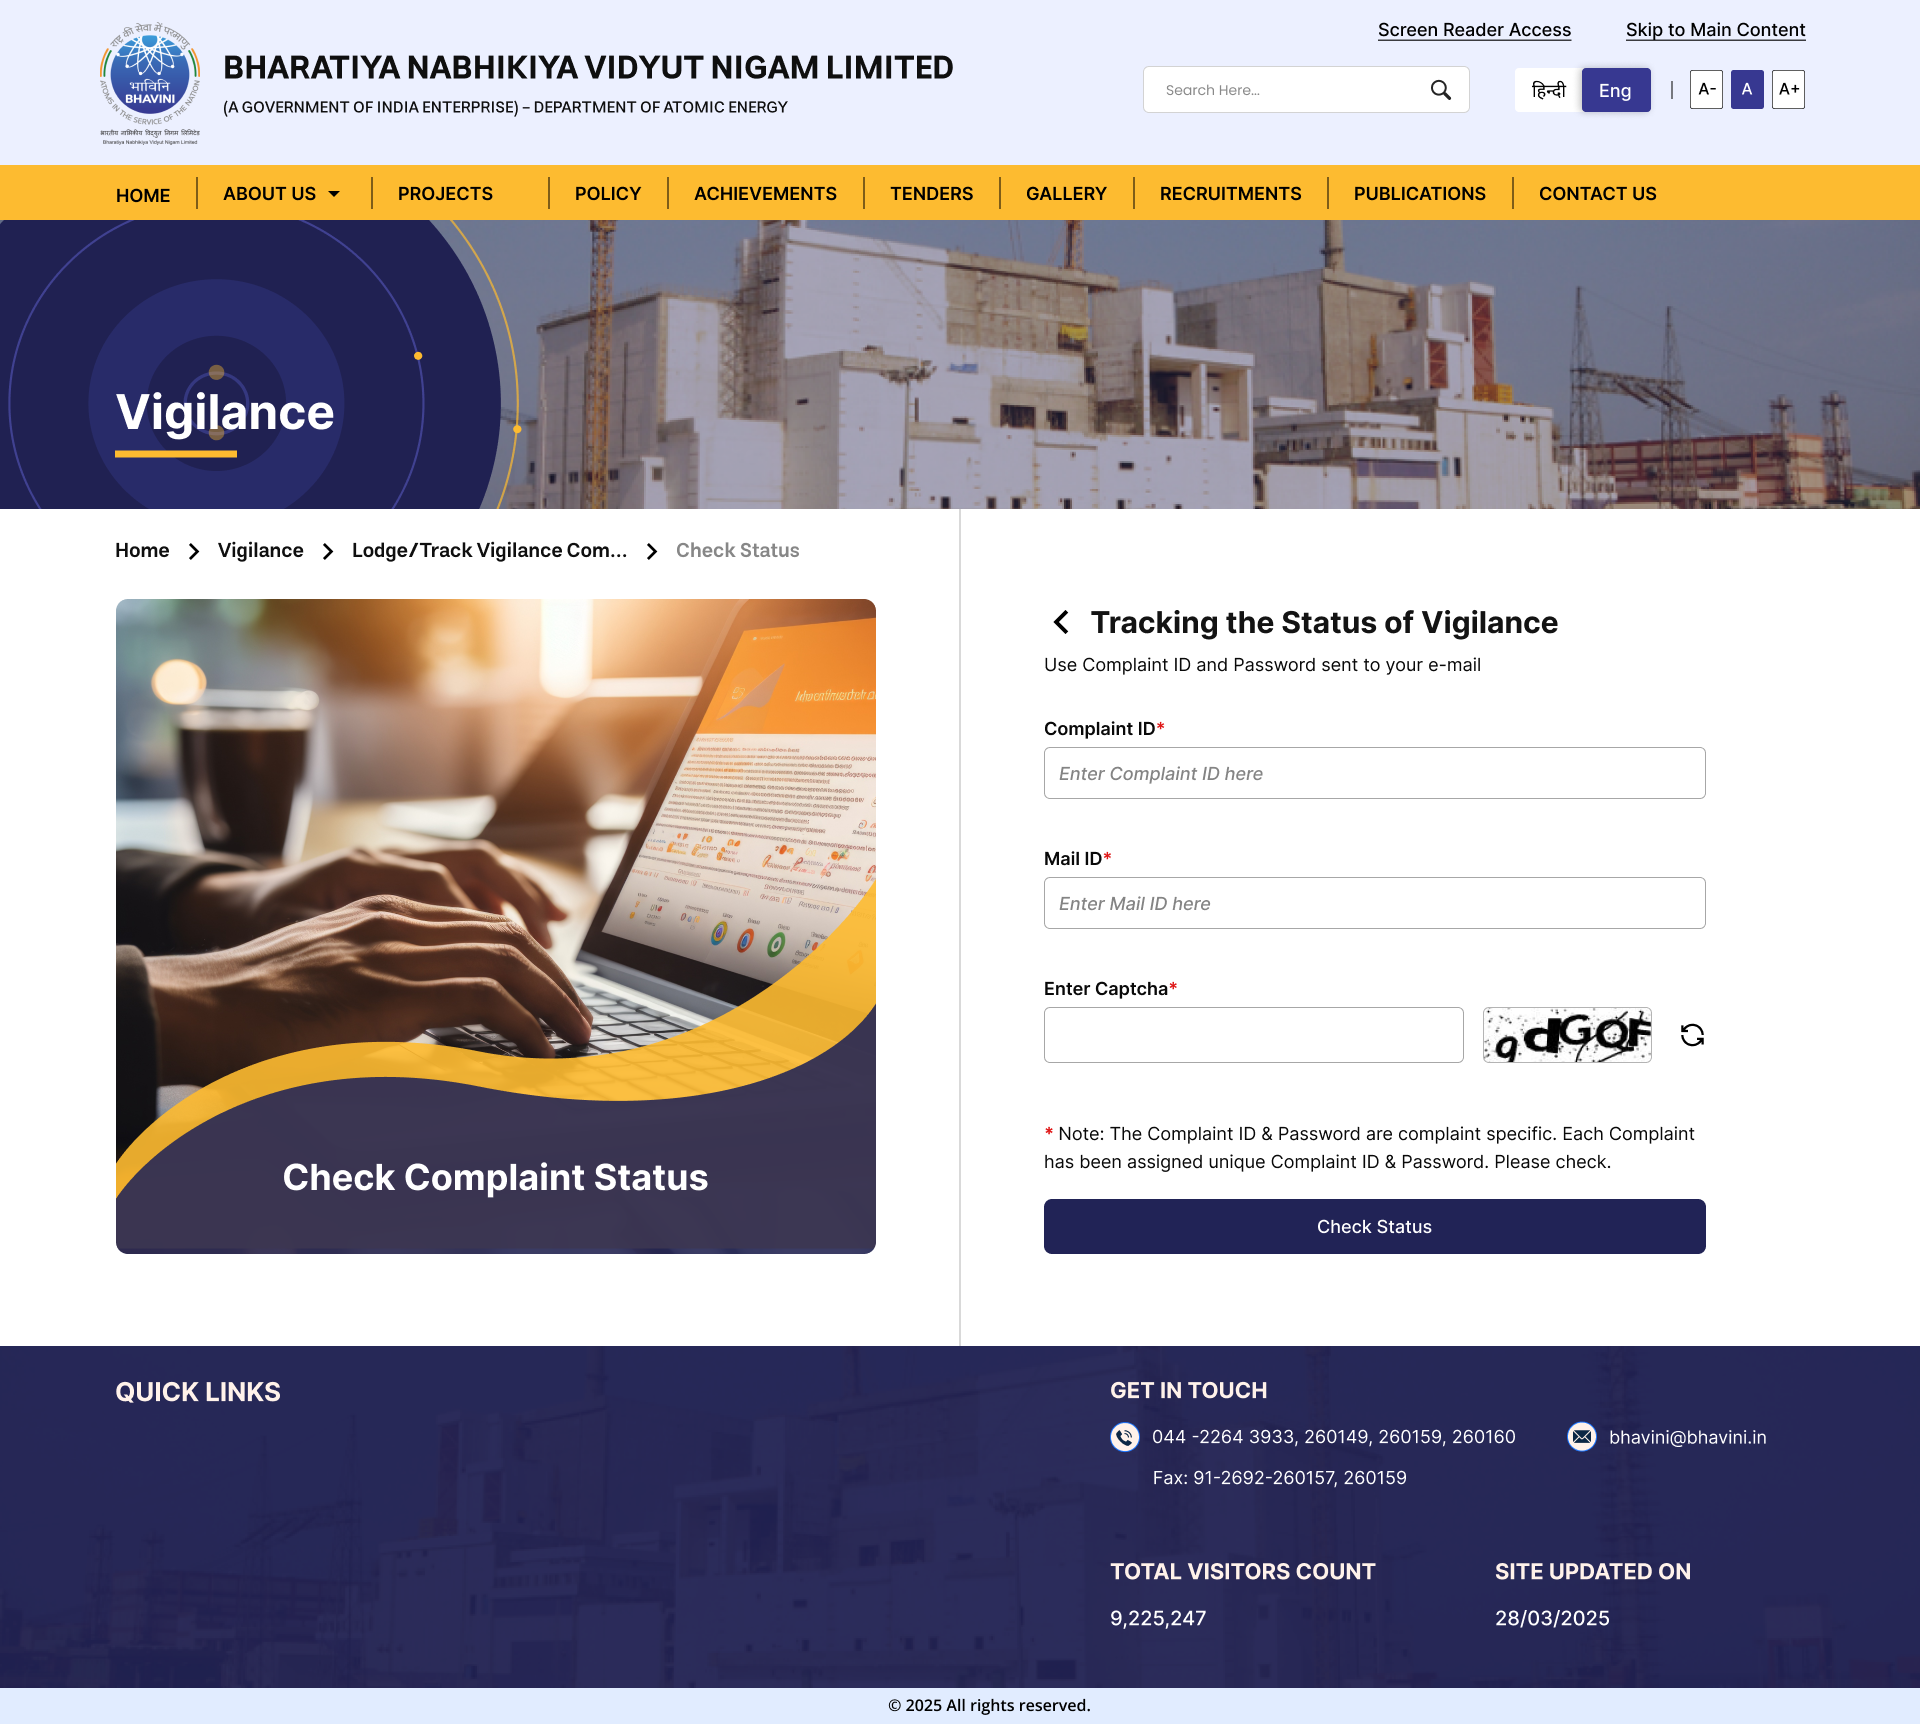 Screen Reader Access
Skip to Main Content
राष्ट्र की सेवा में परमाणु
भाविनि
BHAVINI
ATOMS IN THE SERVICE OF THE NATION
भारतीय नाभिकीय विद्युत निगम लिमिटेड
Bharatiya Nabhikiya Vidyut Nigam Limited
BHARATIYA NABHIKIYA VIDYUT NIGAM LIMITED
(A GOVERNMENT OF INDIA ENTERPRISE) – DEPARTMENT OF ATOMIC ENERGY
Search Here...
हिन्दी
Eng
A-
A
A+
HOME
ABOUT US
PROJECTS
POLICY
ACHIEVEMENTS
TENDERS
GALLERY
RECRUITMENTS
PUBLICATIONS
CONTACT US
Vigilance
Home
Vigilance
Lodge/Track Vigilance Com...
Check Status
Check Complaint Status
Tracking the Status of Vigilance
Use Complaint ID and Password sent to your e-mail
Complaint ID*
Enter Complaint ID here
Mail ID*
Enter Mail ID here
Enter Captcha*
qdGQF
* Note: The Complaint ID & Password are complaint specific. Each Complaint
has been assigned unique Complaint ID & Password. Please check.
Check Status
QUICK LINKS
GET IN TOUCH
044 -2264 3933, 260149, 260159, 260160
bhavini@bhavini.in
Fax: 91-2692-260157, 260159
TOTAL VISITORS COUNT
SITE UPDATED ON
9,225,247
28/03/2025
© 2025 All rights reserved.